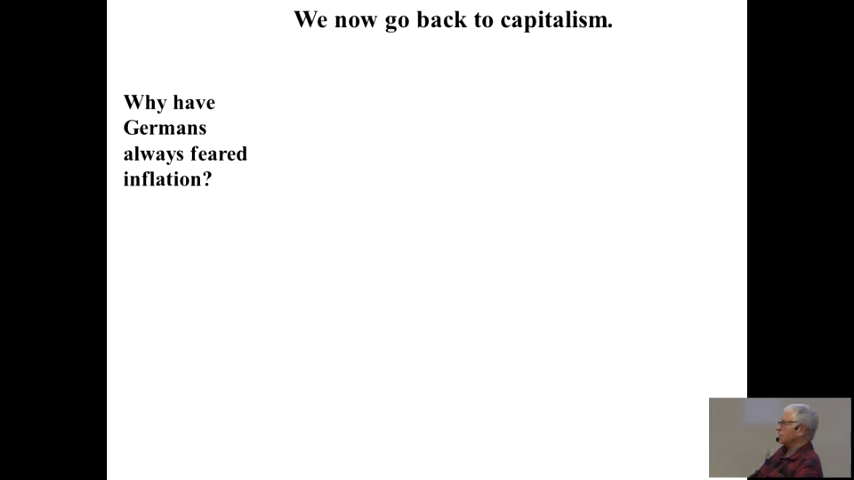 We now go back to capitalism.
Why have
Germans
always feared
inflation?